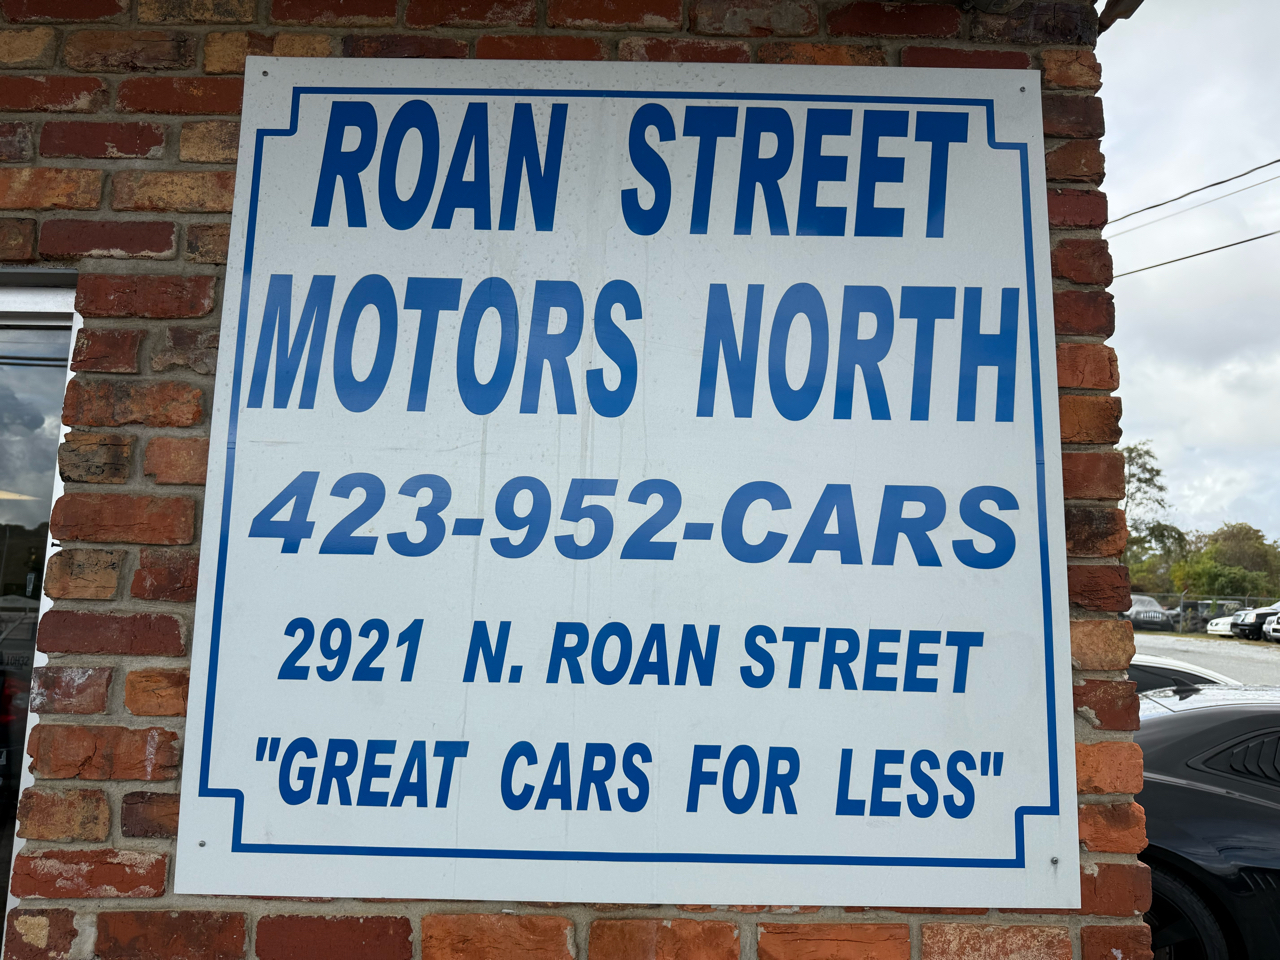 ROAN STREET
MOTORS NORTH
423-952-CARS
2921 N. ROAN STREET
"GREAT CARS FOR LESS"